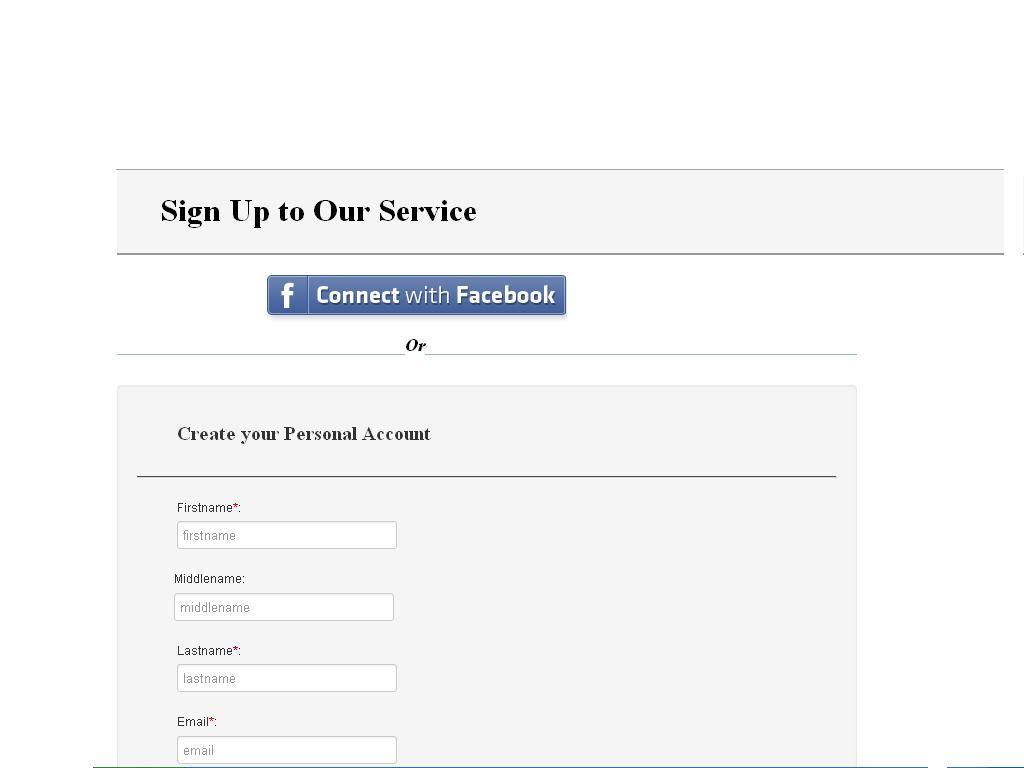 Sign Up to Our Service
f Connect with Facebook
Or
Create your Personal Account
Firstname*:
firstname
Middlename:
middlename
Lastname*:
lastname
Email*:
email